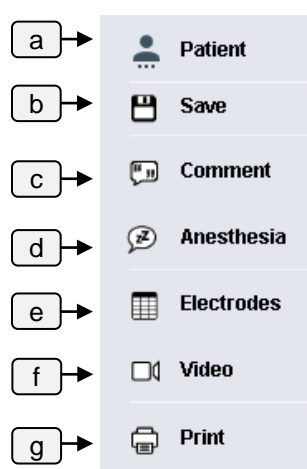 a Patient
b Save
c Comment
d Anesthesia
e Electrodes
f Video
g Print